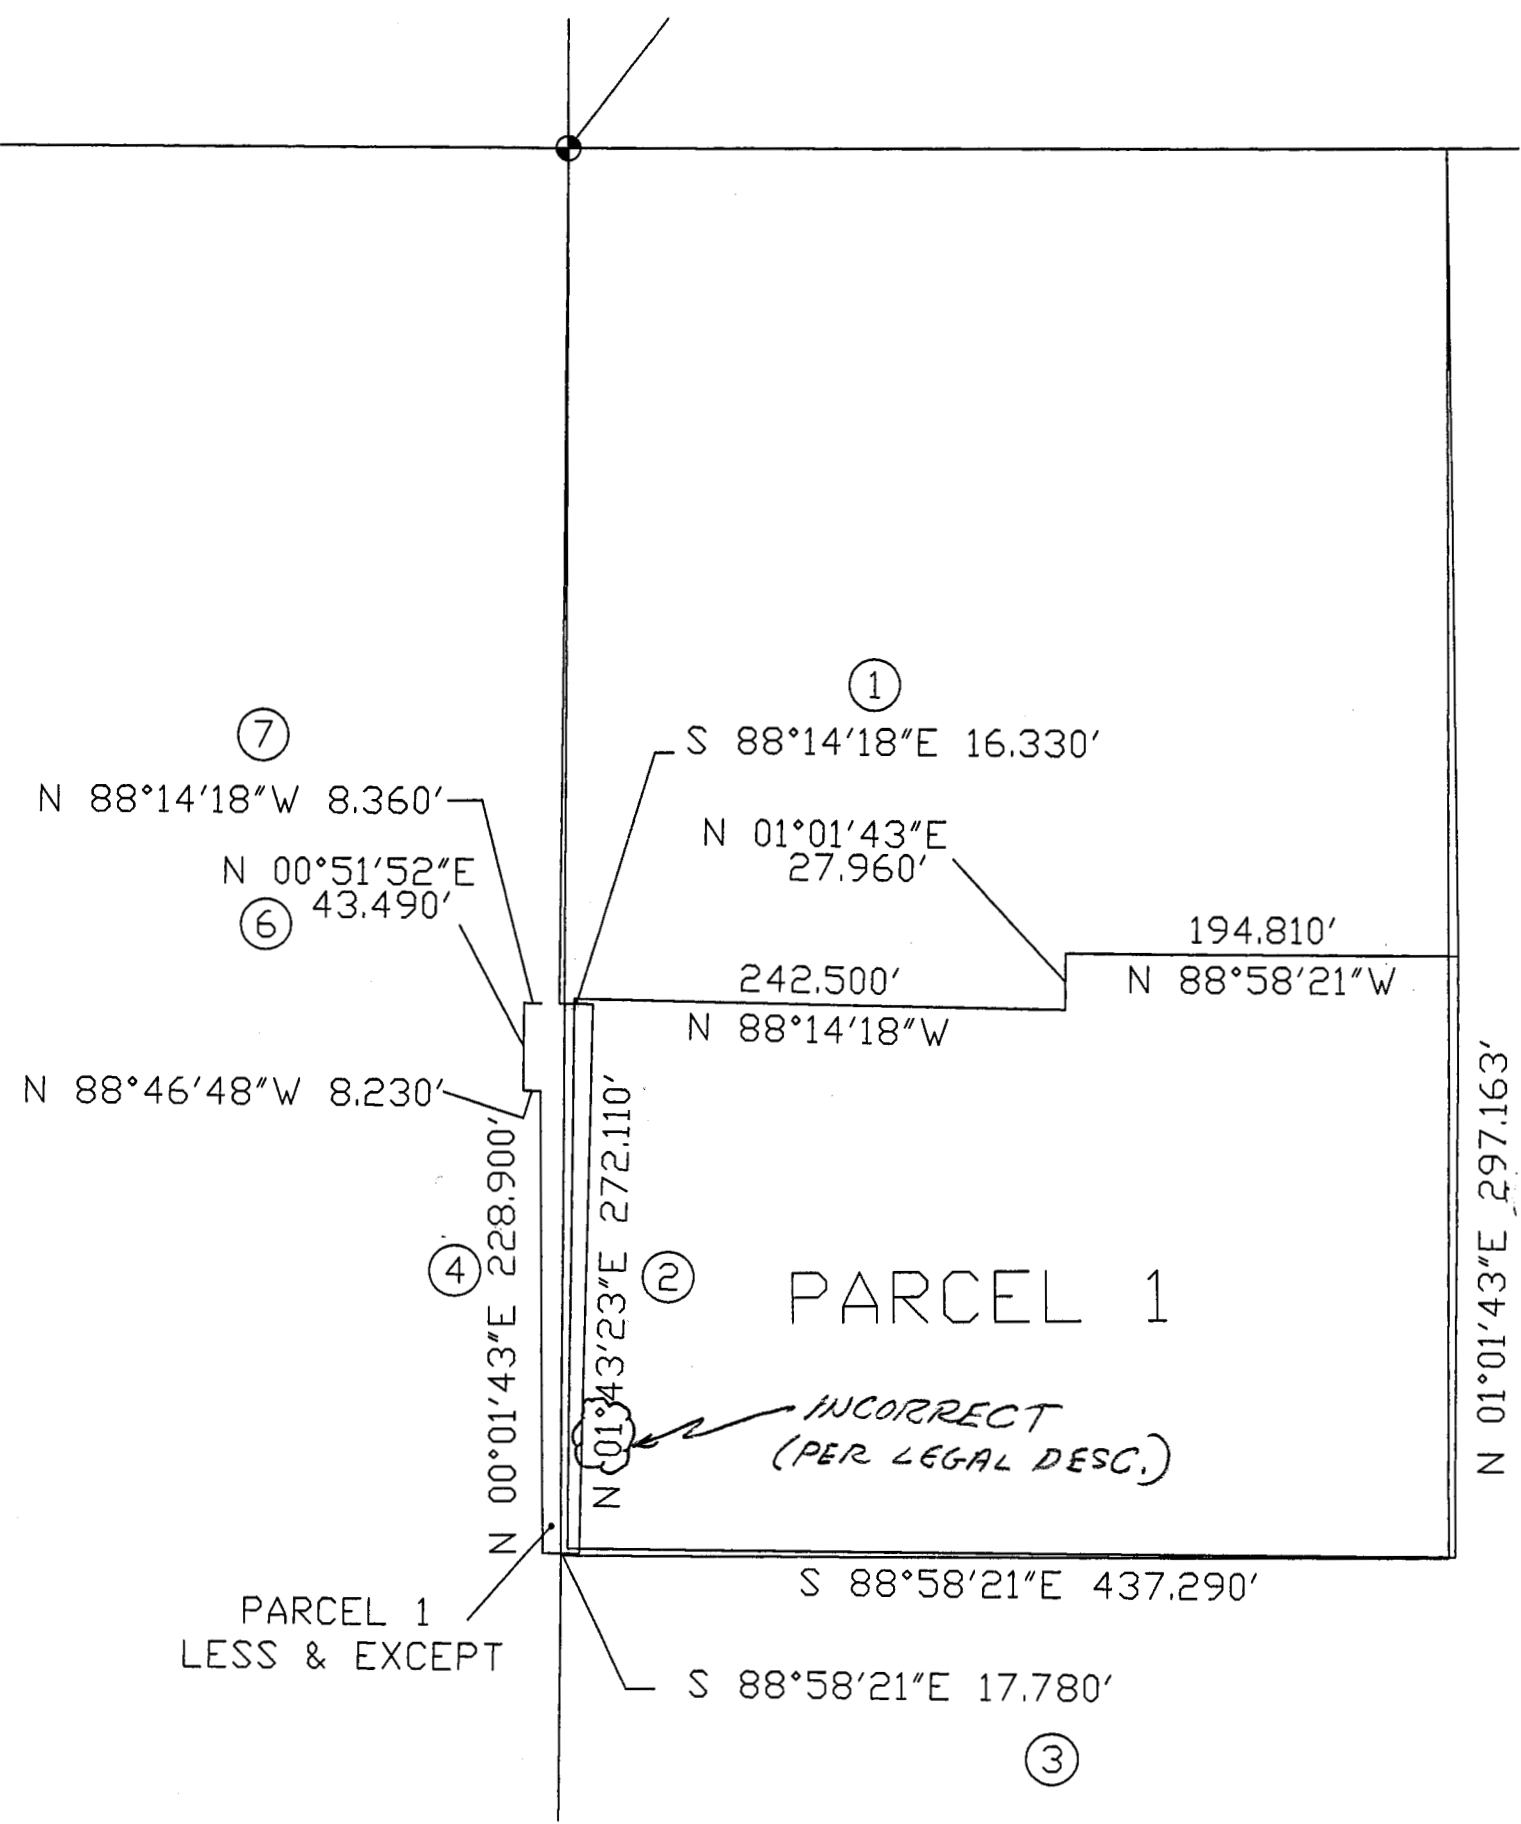 1
S 88°14'18"E 16.330'
7
N 88°14'18"W 8.360'
N 01°01'43"E
27.960'
N 00°51'52"E
43.490'
6
194.810'
N 88°58'21"W
242.500'
N 88°14'18"W
N 88°46'48"W 8.230'
N 00°01'43"E 228.900'
4
N 01°43'23"E 272.110'
2
PARCEL 1
N 01°01'43"E 297.163'
INCORRECT
(PER LEGAL DESC.)
S 88°58'21"E 437.290'
PARCEL 1
LESS & EXCEPT
S 88°58'21"E 17.780'
3